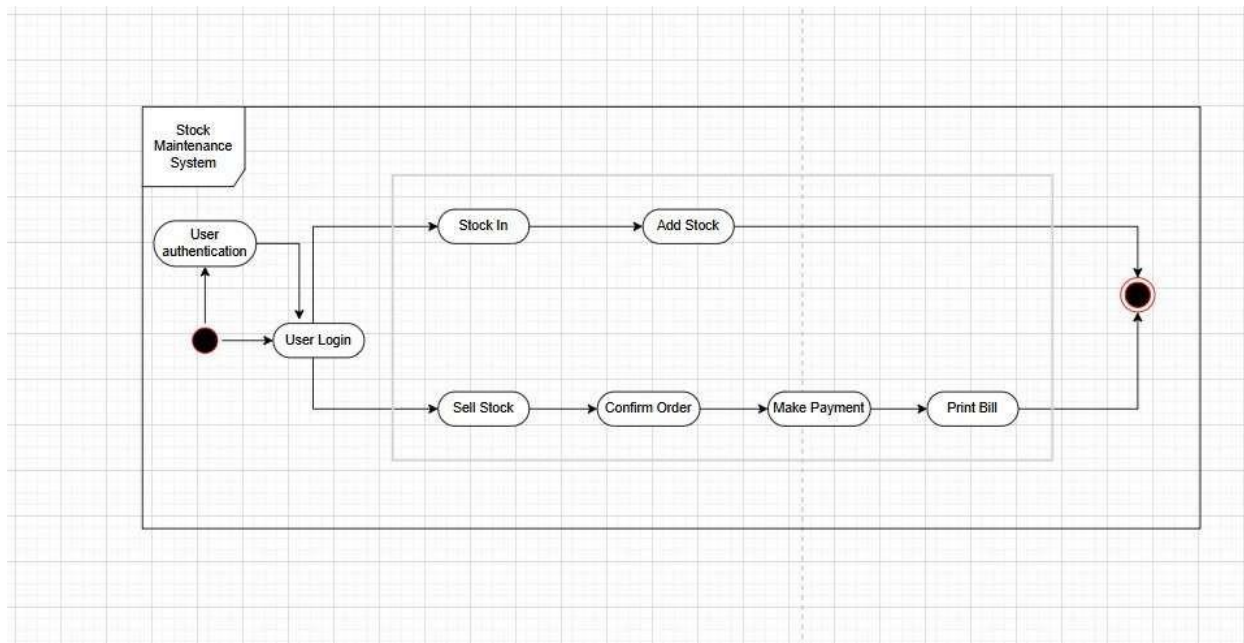 Stock
Maintenance
System
User
authentication
Stock In
Add Stock
User Login
Sell Stock
Confirm Order
Make Payment
Print Bill